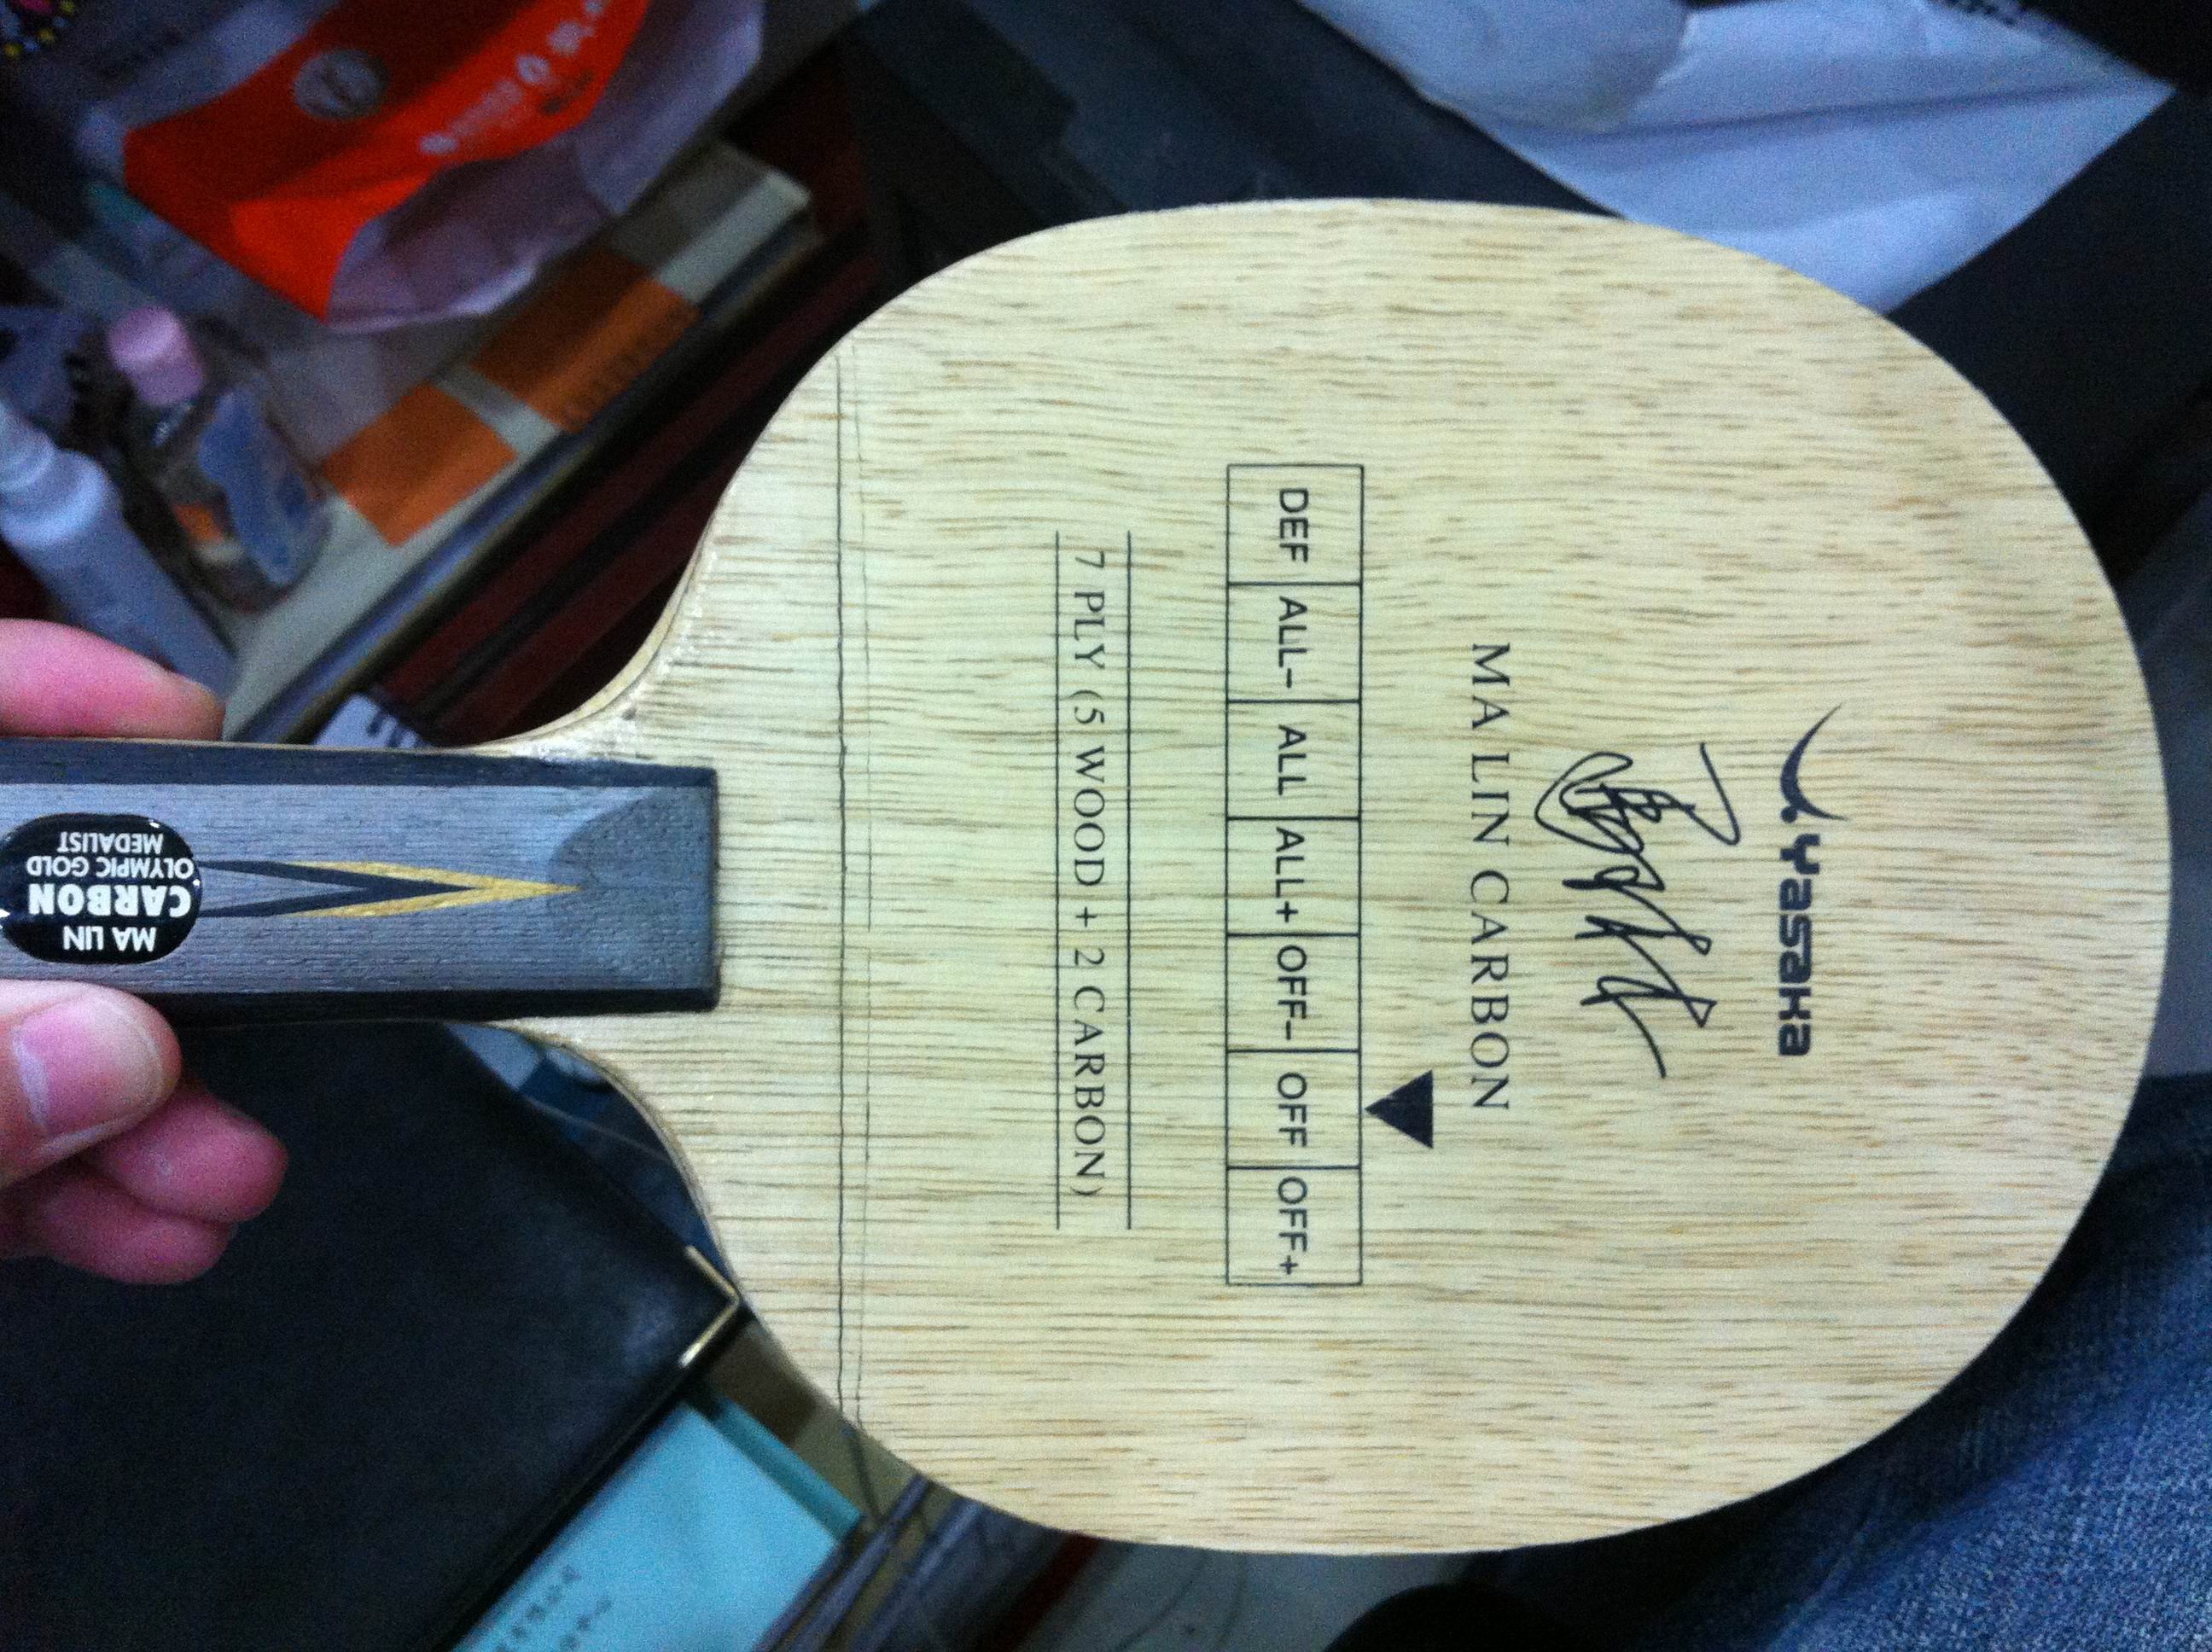 Yasaka
MA LIN CARBON
DEF ALL- ALL ALL+ OFF- OFF OFF+
7 PLY (5 WOOD + 2 CARBON)
MA LIN
CARBON
OLYMPIC GOLD
MEDALIST